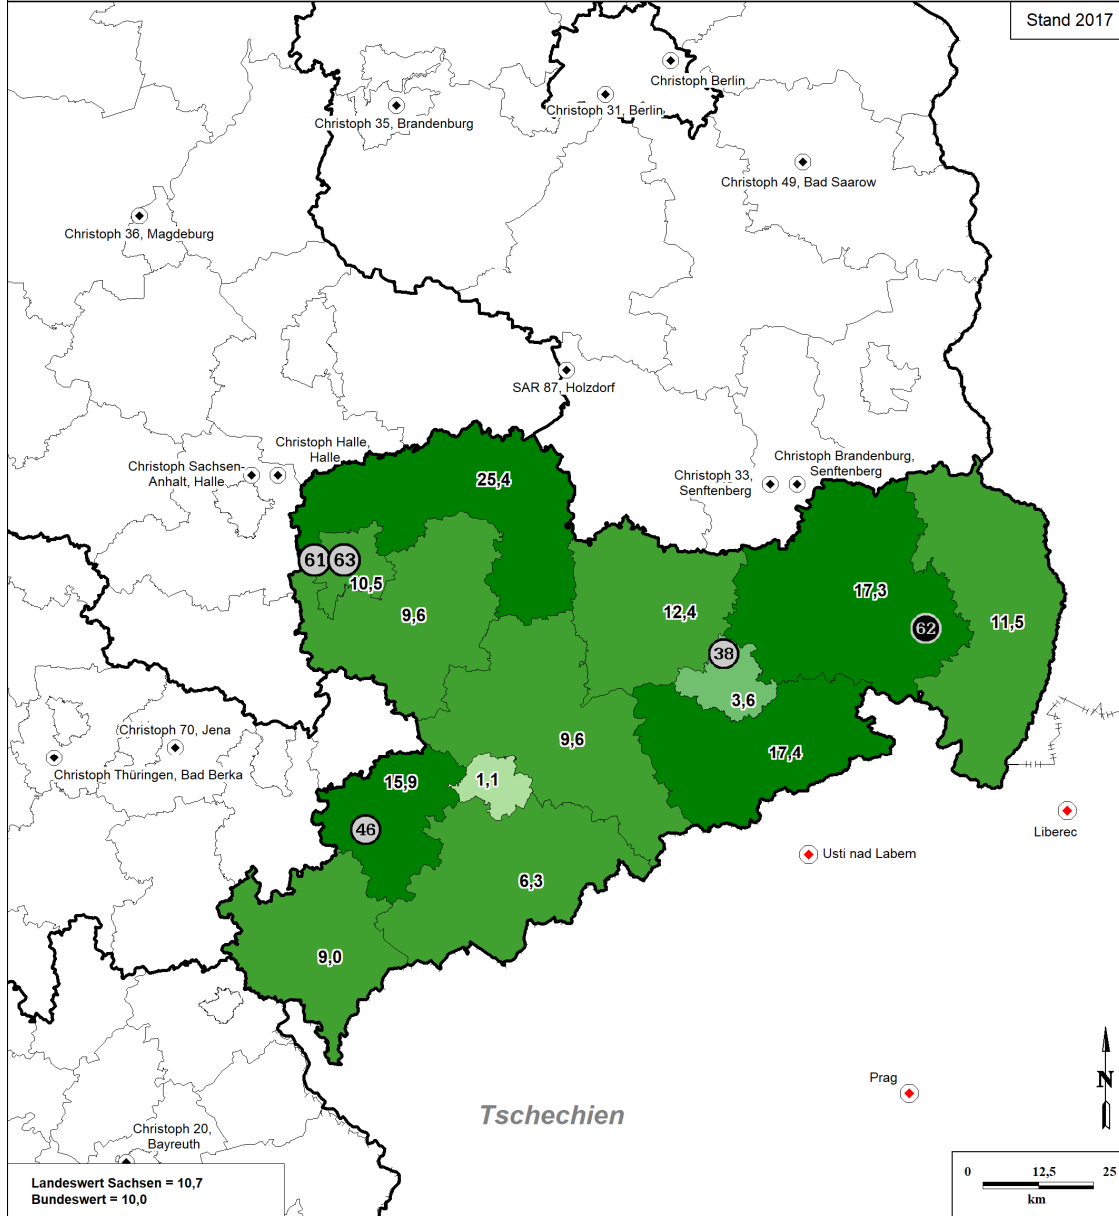 Stand 2017
Christoph Berlin
Christoph 31, Berlin
Christoph 35, Brandenburg
Christoph 49, Bad Saarow
Christoph 36, Magdeburg
SAR 87, Holzdorf
Christoph Halle,
Halle
Christoph Sachsen-
Anhalt, Halle
Christoph Brandenburg,
Senftenberg
Christoph 33,
Senftenberg
25,4
61
63
10,5
9,6
12,4
17,3
11,5
62
38
3,6
17,4
9,6
15,9
1,1
46
6,3
9,0
Christoph 70, Jena
Christoph Thüringen, Bad Berka
Liberec
Usti nad Labem
Prag
Tschechien
N
Christoph 20,
Bayreuth
Landeswert Sachsen = 10,7
Bundeswert = 10,0
0 12,5 25
km